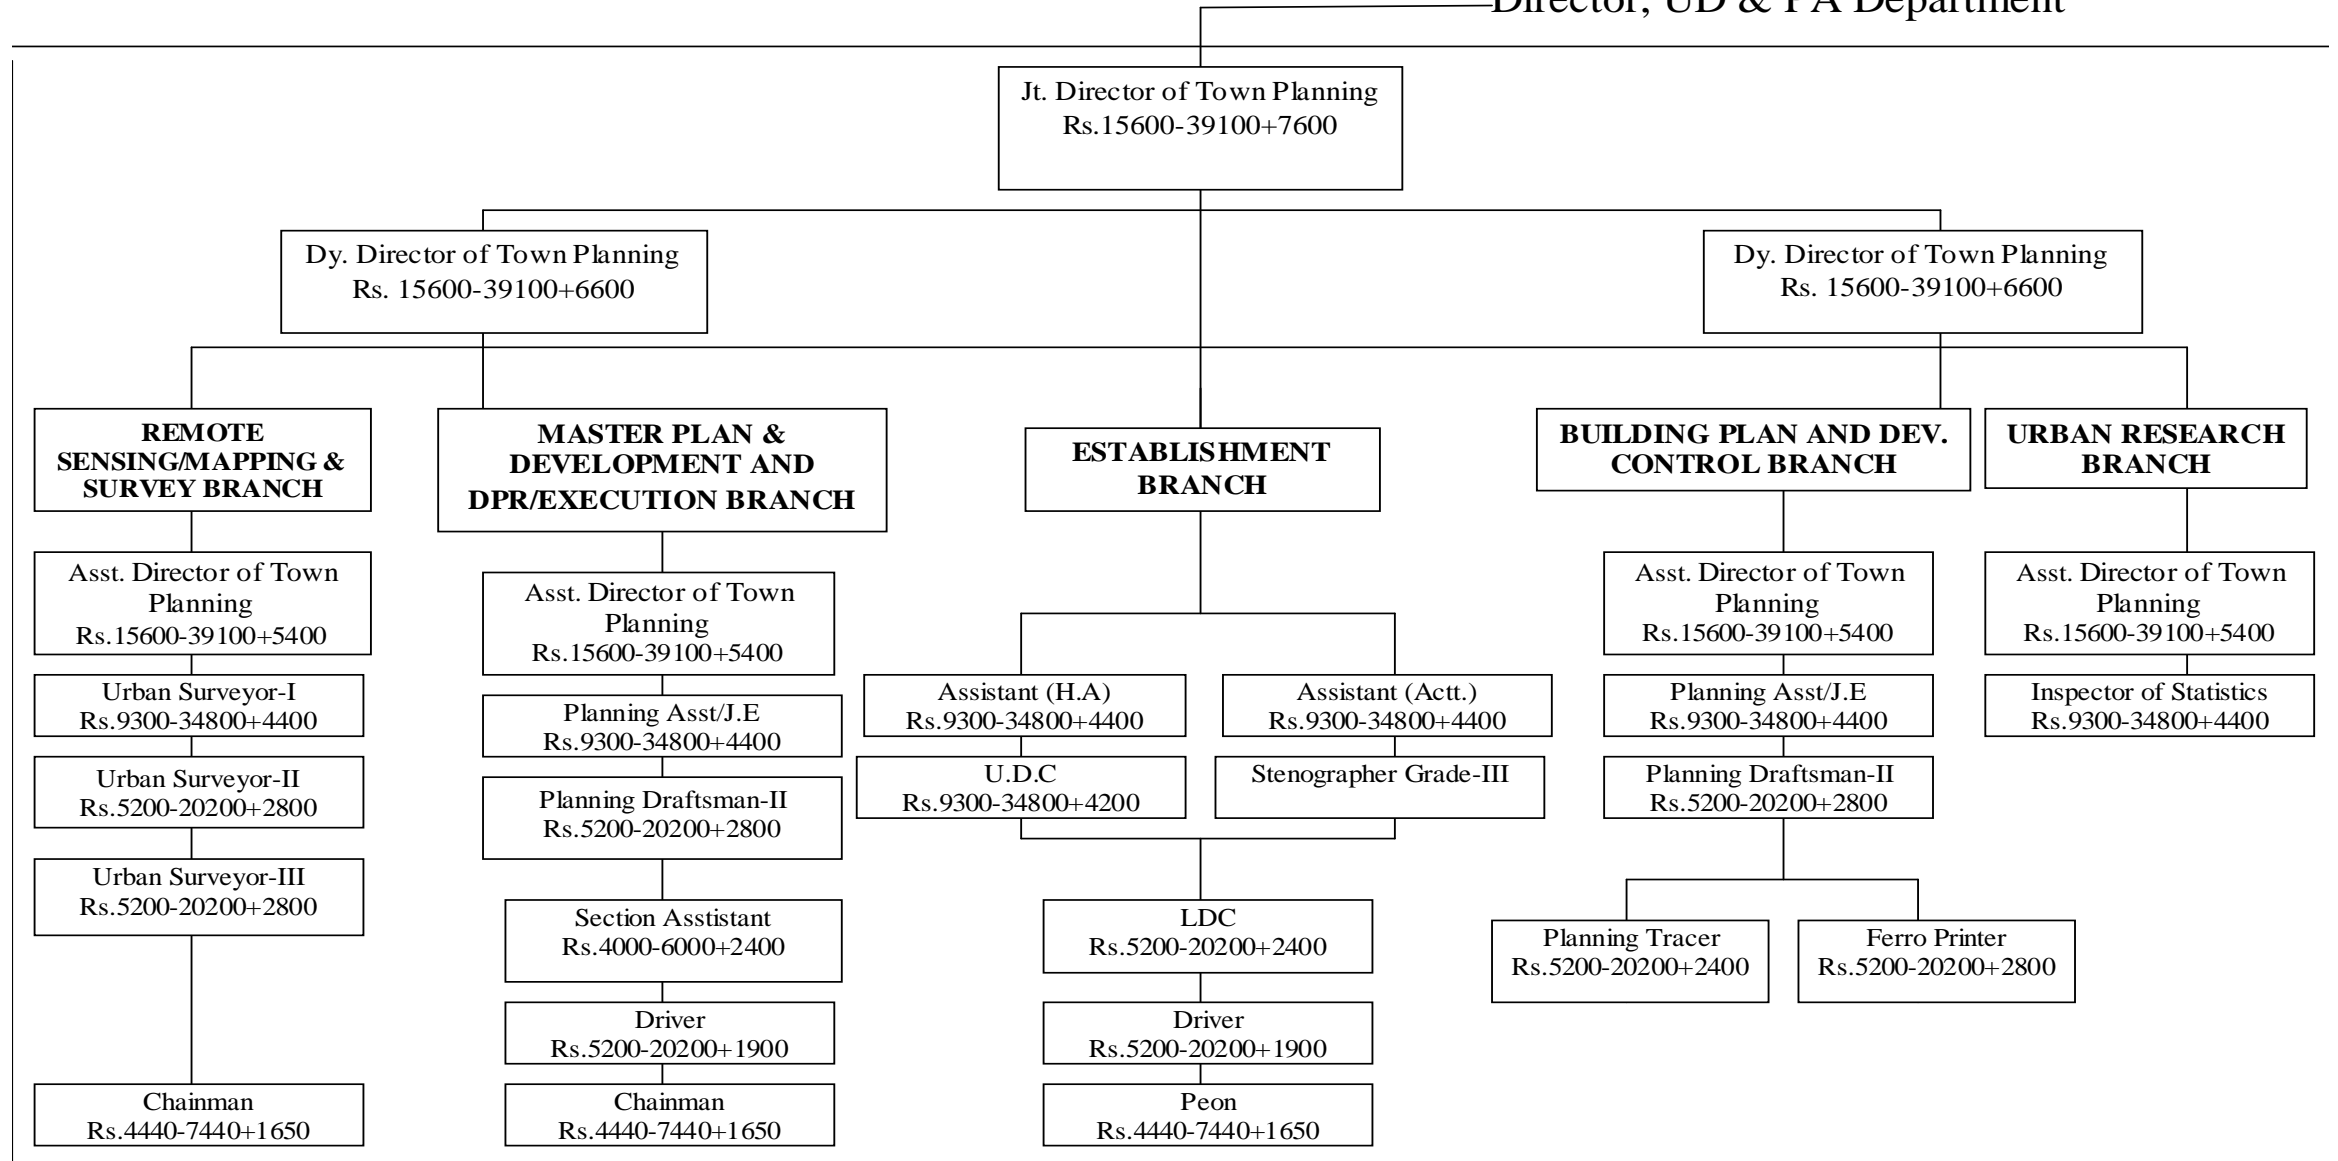 Director, UD & PA Department
Jt. Director of Town Planning
Rs.15600-39100+7600
Dy. Director of Town Planning
Rs. 15600-39100+6600
Dy. Director of Town Planning
Rs. 15600-39100+6600
REMOTE
SENSING/MAPPING &
SURVEY BRANCH
Asst. Director of Town
Planning
Rs.15600-39100+5400
Urban Surveyor-I
Rs.9300-34800+4400
Urban Surveyor-II
Rs.5200-20200+2800
Urban Surveyor-III
Rs.5200-20200+2800
Chainman
Rs.4440-7440+1650
MASTER PLAN &
DEVELOPMENT AND
DPR/EXECUTION BRANCH
Asst. Director of Town
Planning
Rs.15600-39100+5400
Planning Asst/J.E
Rs.9300-34800+4400
Planning Draftsman-II
Rs.5200-20200+2800
Section Asstistant
Rs.4000-6000+2400
Driver
Rs.5200-20200+1900
Chainman
Rs.4440-7440+1650
ESTABLISHMENT
BRANCH
Assistant (H.A)
Rs.9300-34800+4400
U.D.C
Rs.9300-34800+4200
Assistant (Actt.)
Rs.9300-34800+4400
Stenographer Grade-III
LDC
Rs.5200-20200+2400
Driver
Rs.5200-20200+1900
Peon
Rs.4440-7440+1650
BUILDING PLAN AND DEV.
CONTROL BRANCH
Asst. Director of Town
Planning
Rs.15600-39100+5400
Planning Asst/J.E
Rs.9300-34800+4400
Planning Draftsman-II
Rs.5200-20200+2800
Planning Tracer
Rs.5200-20200+2400
Ferro Printer
Rs.5200-20200+2800
URBAN RESEARCH
BRANCH
Asst. Director of Town
Planning
Rs.15600-39100+5400
Inspector of Statistics
Rs.9300-34800+4400